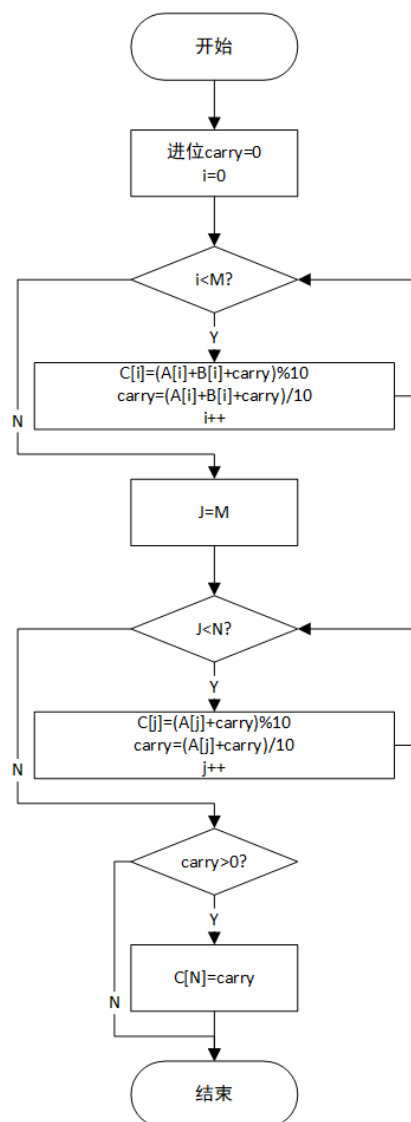 开始
进位carry=0
i=0
i<M?
Y
C[i]=(A[i]+B[i]+carry)%10
carry=(A[i]+B[i]+carry)/10
i++
N
J=M
J<N?
Y
C[j]=(A[j]+carry)%10
carry=(A[j]+carry)/10
j++
N
carry>0?
Y
C[N]=carry
N
结束